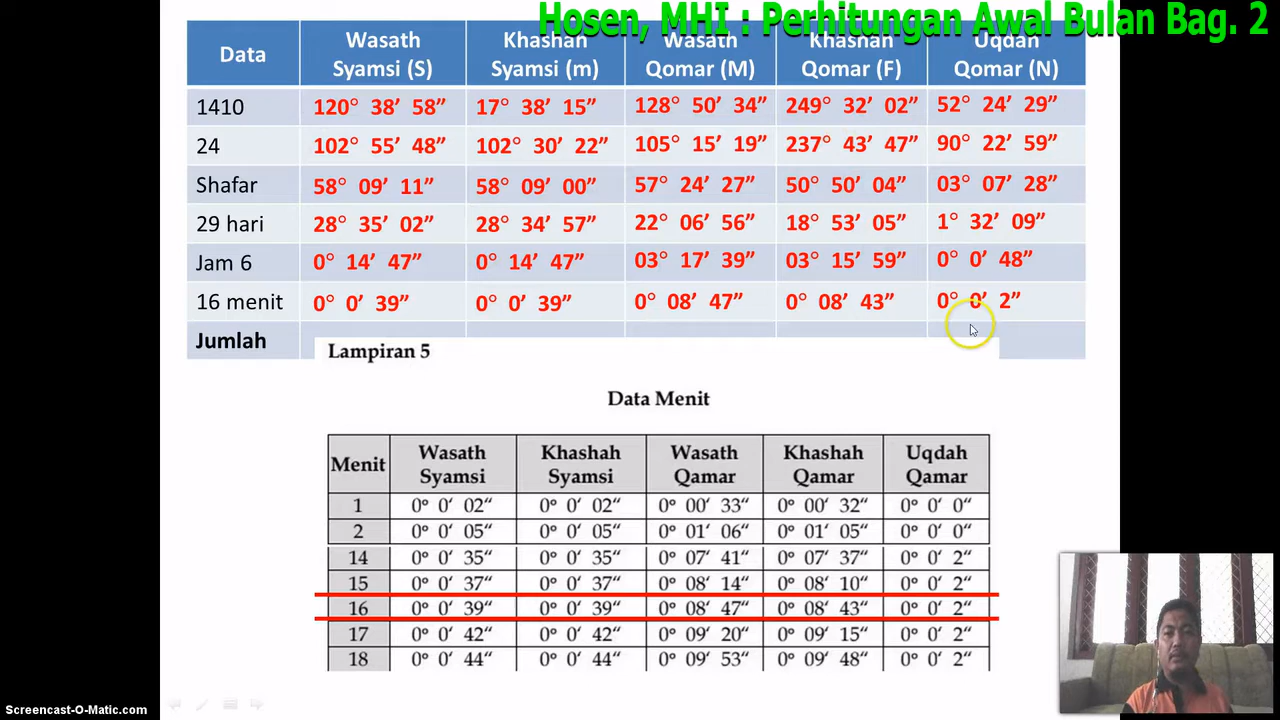 Hosen, MHI : Perhitungan Awal Bulan Bag. 2
Data | Wasath Syamsi (S) | Khashah Syamsi (m) | Wasath Qomar (M) | Khashah Qomar (F) | Uqdah Qomar (N)
1410 | 120° 38’ 58” | 17° 38’ 15” | 128° 50’ 34” | 249° 32’ 02” | 52° 24’ 29”
24 | 102° 55’ 48” | 102° 30’ 22” | 105° 15’ 19” | 237° 43’ 47” | 90° 22’ 59”
Shafar | 58° 09’ 11” | 58° 09’ 00” | 57° 24’ 27” | 50° 50’ 04” | 03° 07’ 28”
29 hari | 28° 35’ 02” | 28° 34’ 57” | 22° 06’ 56” | 18° 53’ 05” | 1° 32’ 09”
Jam 6 | 0° 14’ 47” | 0° 14’ 47” | 03° 17’ 39” | 03° 15’ 59” | 0° 0’ 48”
16 menit | 0° 0’ 39” | 0° 0’ 39” | 0° 08’ 47” | 0° 08’ 43” | 0° 0’ 2”
Jumlah
Lampiran 5
Data Menit
Menit | Wasath Syamsi | Khashah Syamsi | Wasath Qamar | Khashah Qamar | Uqdah Qamar
1 | 0° 0‘ 02“ | 0° 0‘ 02“ | 0° 00‘ 33“ | 0° 00‘ 32“ | 0° 0‘ 0“
2 | 0° 0‘ 05“ | 0° 0‘ 05“ | 0° 01‘ 06“ | 0° 01‘ 05“ | 0° 0‘ 0“
14 | 0° 0‘ 35“ | 0° 0‘ 35“ | 0° 07‘ 41“ | 0° 07‘ 37“ | 0° 0‘ 2“
15 | 0° 0‘ 37“ | 0° 0‘ 37“ | 0° 08‘ 14“ | 0° 08‘ 10“ | 0° 0‘ 2“
16 | 0° 0‘ 39“ | 0° 0‘ 39“ | 0° 08‘ 47“ | 0° 08‘ 43“ | 0° 0‘ 2“
17 | 0° 0‘ 42“ | 0° 0‘ 42“ | 0° 09‘ 20“ | 0° 09‘ 15“ | 0° 0‘ 2“
18 | 0° 0‘ 44“ | 0° 0‘ 44“ | 0° 09‘ 53“ | 0° 09‘ 48“ | 0° 0‘ 2“
Screencast-O-Matic.com